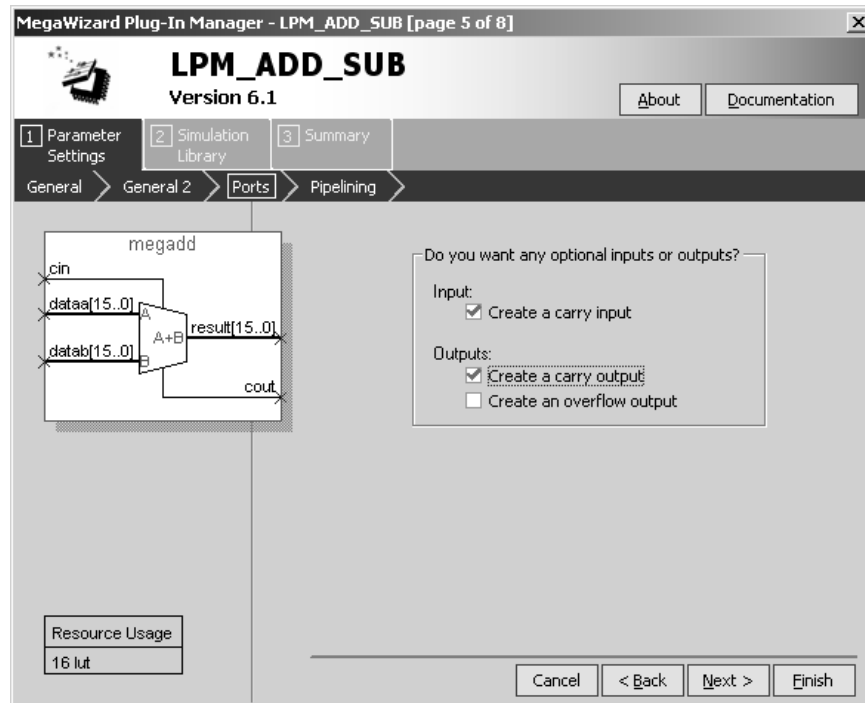 MegaWizard Plug-In Manager - LPM_ADD_SUB [page 5 of 8]
LPM_ADD_SUB
Version 6.1
About
Documentation
1 Parameter Settings
2 Simulation Library
3 Summary
General
General 2
Ports
Pipelining
megadd
cin
dataa[15..0]
A
A+B
result[15..0]
datab[15..0]
B
cout
Do you want any optional inputs or outputs?
Input:
Create a carry input
Outputs:
Create a carry output
Create an overflow output
Resource Usage
16 lut
Cancel
< Back
Next >
Finish